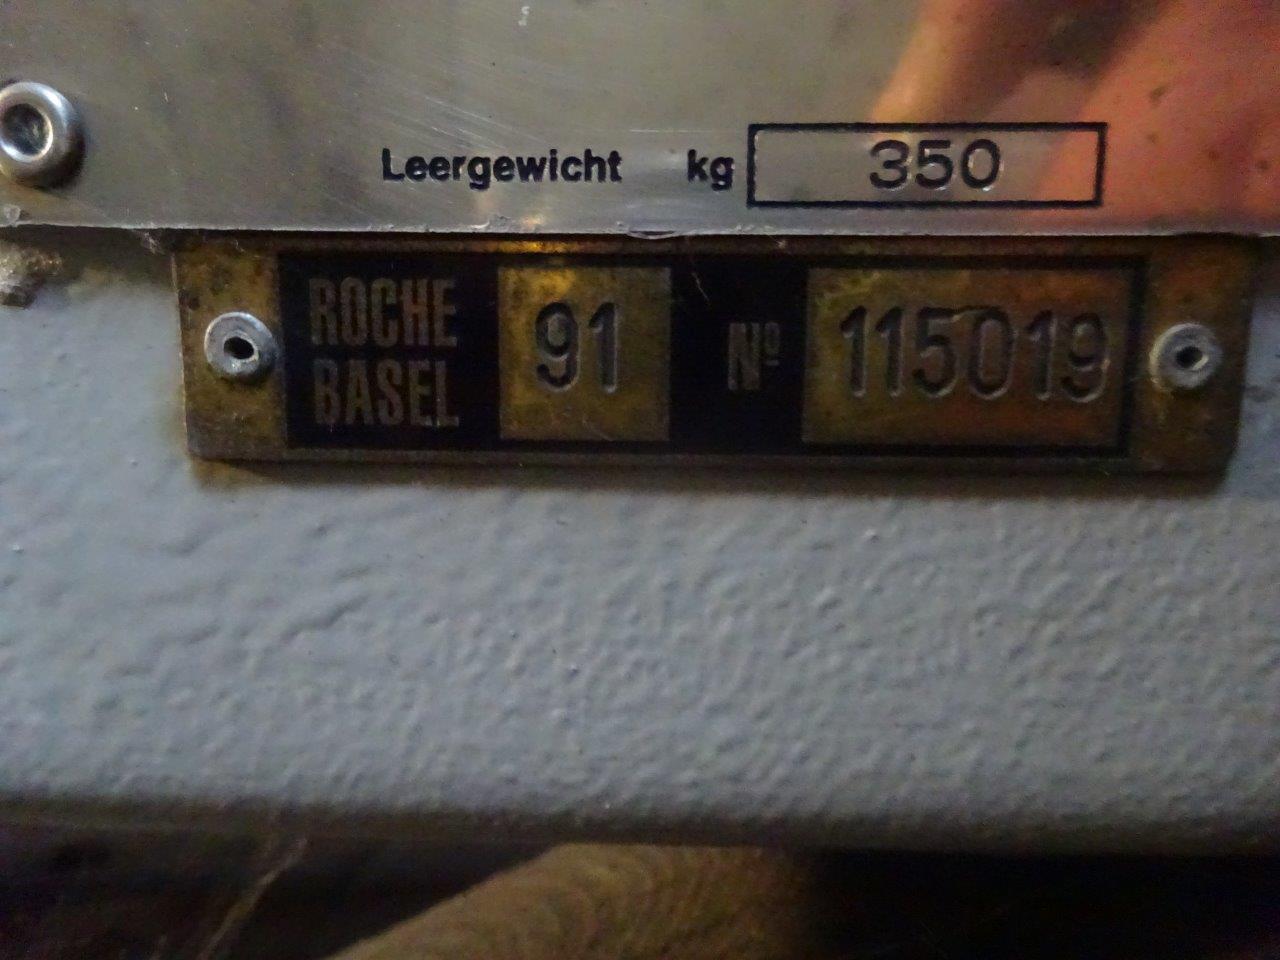 Leergewicht kg 350
ROCHE
BASEL
91 Nº 115019